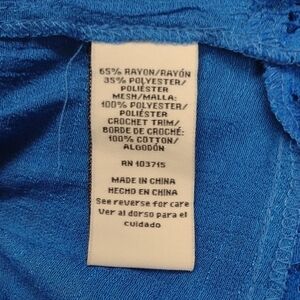 65% RAYON/RAYÓN
35% POLYESTER/
POLIÉSTER
MESH/MALLA:
100% POLYESTER/
POLIÉSTER
CROCHET TRIM/
BORDE DE CROCHÉ:
100% COTTON/
ALGODÓN
RN 103715
MADE IN CHINA
HECHO EN CHINA
See reverse for care
Ver al dorso para el
cuidado